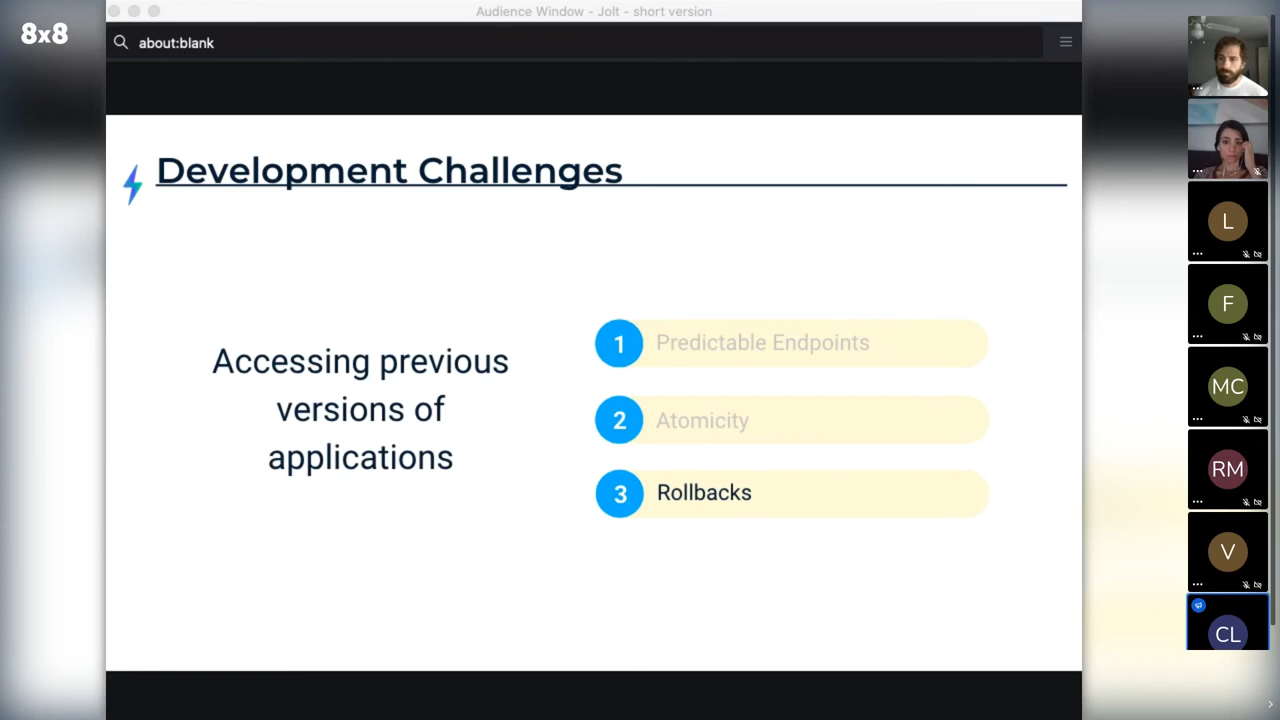 8x8
Audience Window - Jolt - short version
about:blank
Development Challenges
Accessing previous
versions of
applications
1 Predictable Endpoints
2 Atomicity
3 Rollbacks
L
F
MC
RM
V
CL